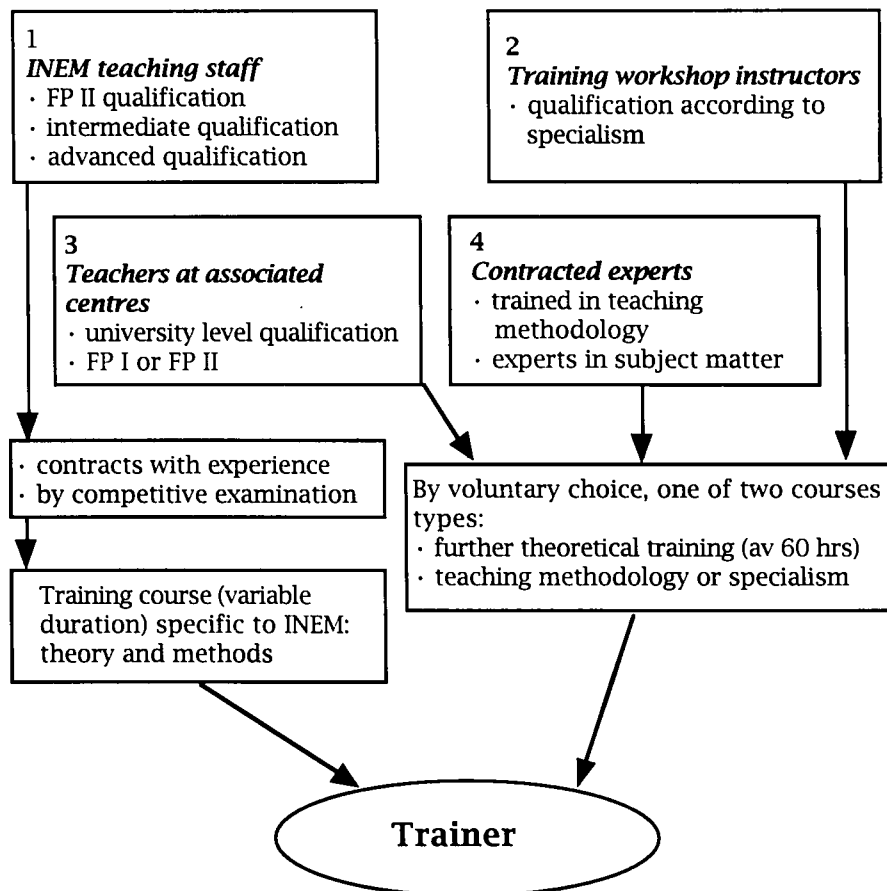 1
INEM teaching staff
· FP II qualification
· intermediate qualification
· advanced qualification
2
Training workshop instructors
· qualification according to
specialism
3
Teachers at associated
centres
· university level qualification
· FP I or FP II
4
Contracted experts
· trained in teaching
methodology
· experts in subject matter
· contracts with experience
· by competitive examination
By voluntary choice, one of two courses
types:
· further theoretical training (av 60 hrs)
· teaching methodology or specialism
Training course (variable
duration) specific to INEM:
theory and methods
Trainer